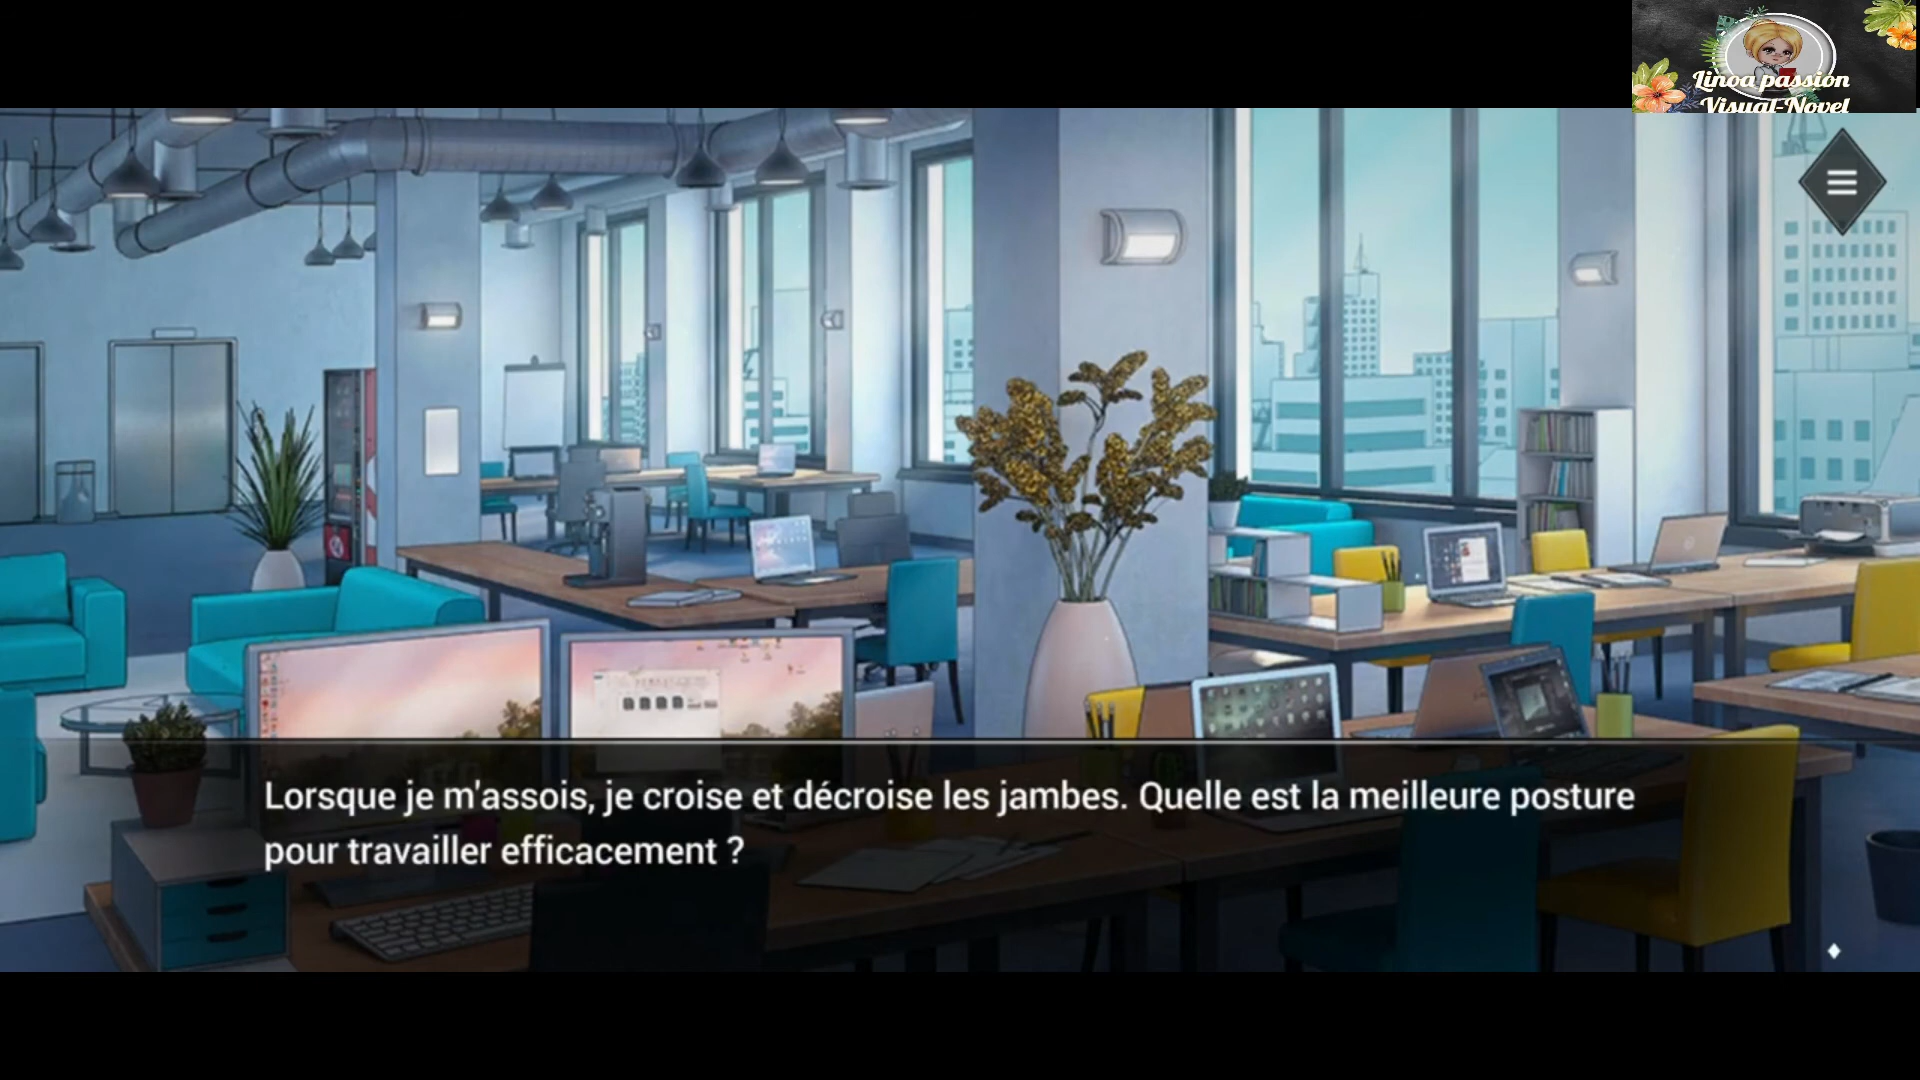 Linoa passion
Visual-Novel
Lorsque je m'assois, je croise et décroise les jambes. Quelle est la meilleure posture
pour travailler efficacement ?